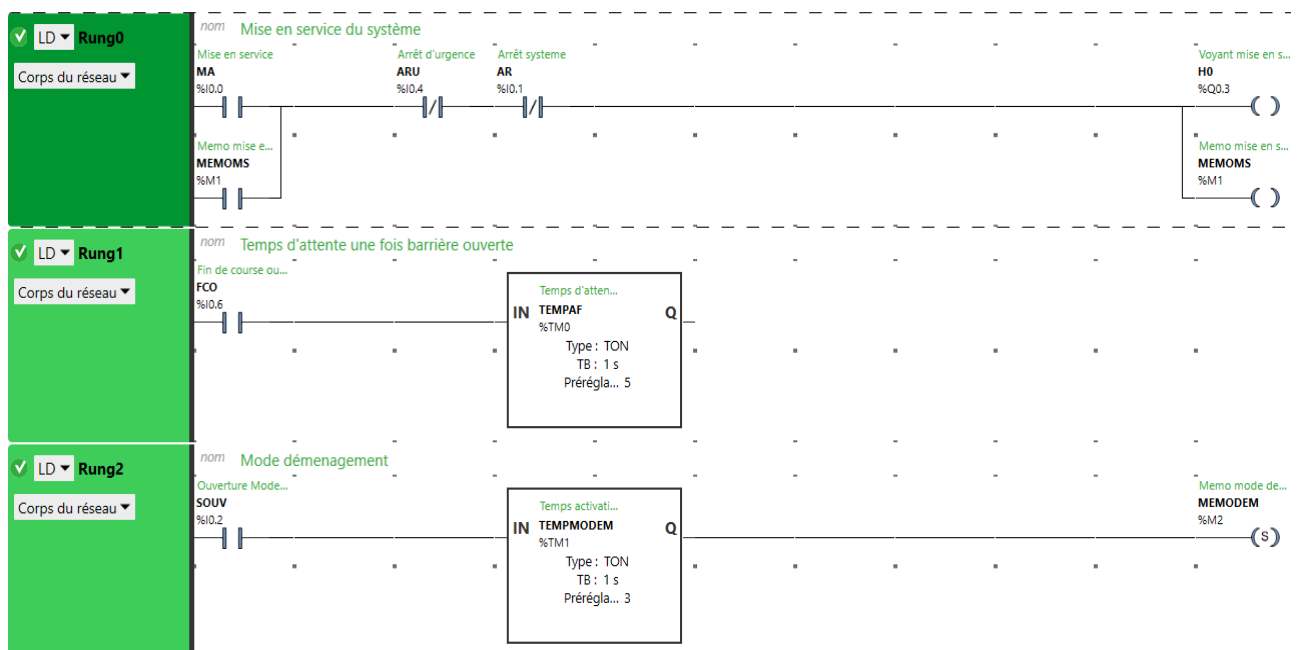 LD Rung0
Corps du réseau
nom Mise en service du système
Mise en service
MA
%I0.0
Arrêt d'urgence
ARU
%I0.4
Arrêt systeme
AR
%I0.1
Voyant mise en s...
H0
%Q0.3
Memo mise e...
MEMOMS
%M1
Memo mise en s...
MEMOMS
%M1
LD Rung1
Corps du réseau
nom Temps d'attente une fois barrière ouverte
Fin de course ou...
FCO
%I0.6
Temps d'atten...
IN TEMPAF Q
%TM0
Type : TON
TB : 1 s
Prérégla... 5
LD Rung2
Corps du réseau
nom Mode démenagement
Ouverture Mode...
SOUV
%I0.2
Temps activati...
IN TEMPMODEM Q
%TM1
Type : TON
TB : 1 s
Prérégla... 3
Memo mode de...
MEMODEM
%M2
S